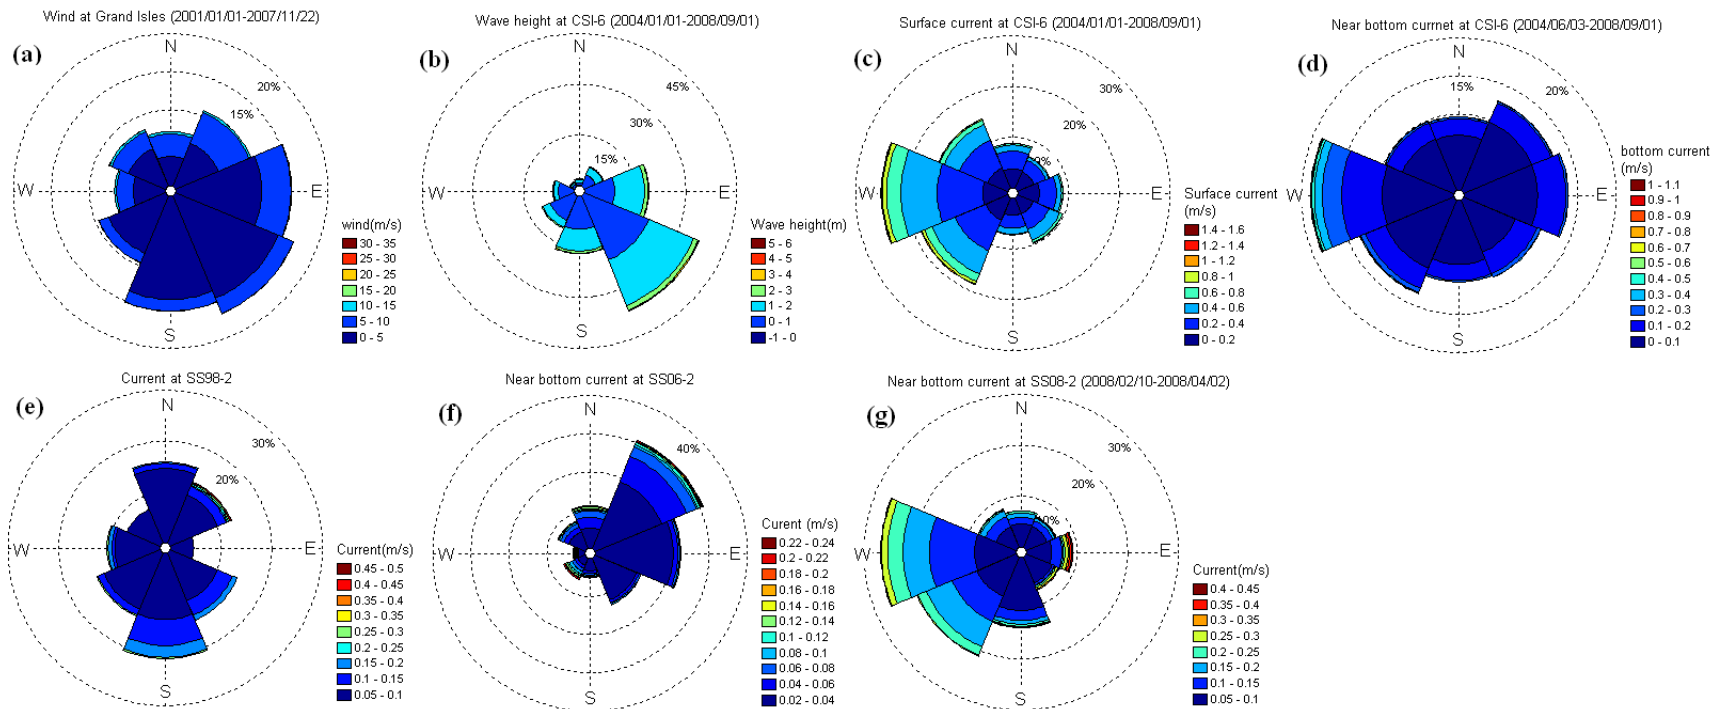 Wind at Grand Isles (2001/01/01-2007/11/22)
(a)
N
20%
15%
W
E
S
wind(m/s)
30 - 35
25 - 30
20 - 25
15 - 20
10 - 15
5 - 10
0 - 5
Wave height at CSI-6 (2004/01/01-2008/09/01)
(b)
N
45%
30%
15%
W
E
S
Wave height(m)
5 - 6
4 - 5
3 - 4
2 - 3
1 - 2
0 - 1
-1 - 0
Surface current at CSI-6 (2004/01/01-2008/09/01)
(c)
N
30%
20%
W
E
S
Surface current
(m/s)
1.4 - 1.6
1.2 - 1.4
1 - 1.2
0.8 - 1
0.6 - 0.8
0.4 - 0.6
0.2 - 0.4
0 - 0.2
Near bottom currnet at CSI-6 (2004/06/03-2008/09/01)
(d)
N
15%
20%
W
E
S
bottom current
(m/s)
1 - 1.1
0.9 - 1
0.8 - 0.9
0.7 - 0.8
0.6 - 0.7
0.5 - 0.6
0.4 - 0.5
0.3 - 0.4
0.2 - 0.3
0.1 - 0.2
0 - 0.1
Current at SS98-2
(e)
N
30%
20%
W
E
S
Current(m/s)
0.45 - 0.5
0.4 - 0.45
0.35 - 0.4
0.3 - 0.35
0.25 - 0.3
0.2 - 0.25
0.15 - 0.2
0.1 - 0.15
0.05 - 0.1
Near bottom current at SS06-2
(f)
N
40%
W
E
S
Curent (m/s)
0.22 - 0.24
0.2 - 0.22
0.18 - 0.2
0.16 - 0.18
0.14 - 0.16
0.12 - 0.14
0.1 - 0.12
0.08 - 0.1
0.06 - 0.08
0.04 - 0.06
0.02 - 0.04
Near bottom current at SS08-2 (2008/02/10-2008/04/02)
(g)
N
30%
20%
10%
W
E
S
Current(m/s)
0.4 - 0.45
0.35 - 0.4
0.3 - 0.35
0.25 - 0.3
0.2 - 0.25
0.15 - 0.2
0.1 - 0.15
0.05 - 0.1